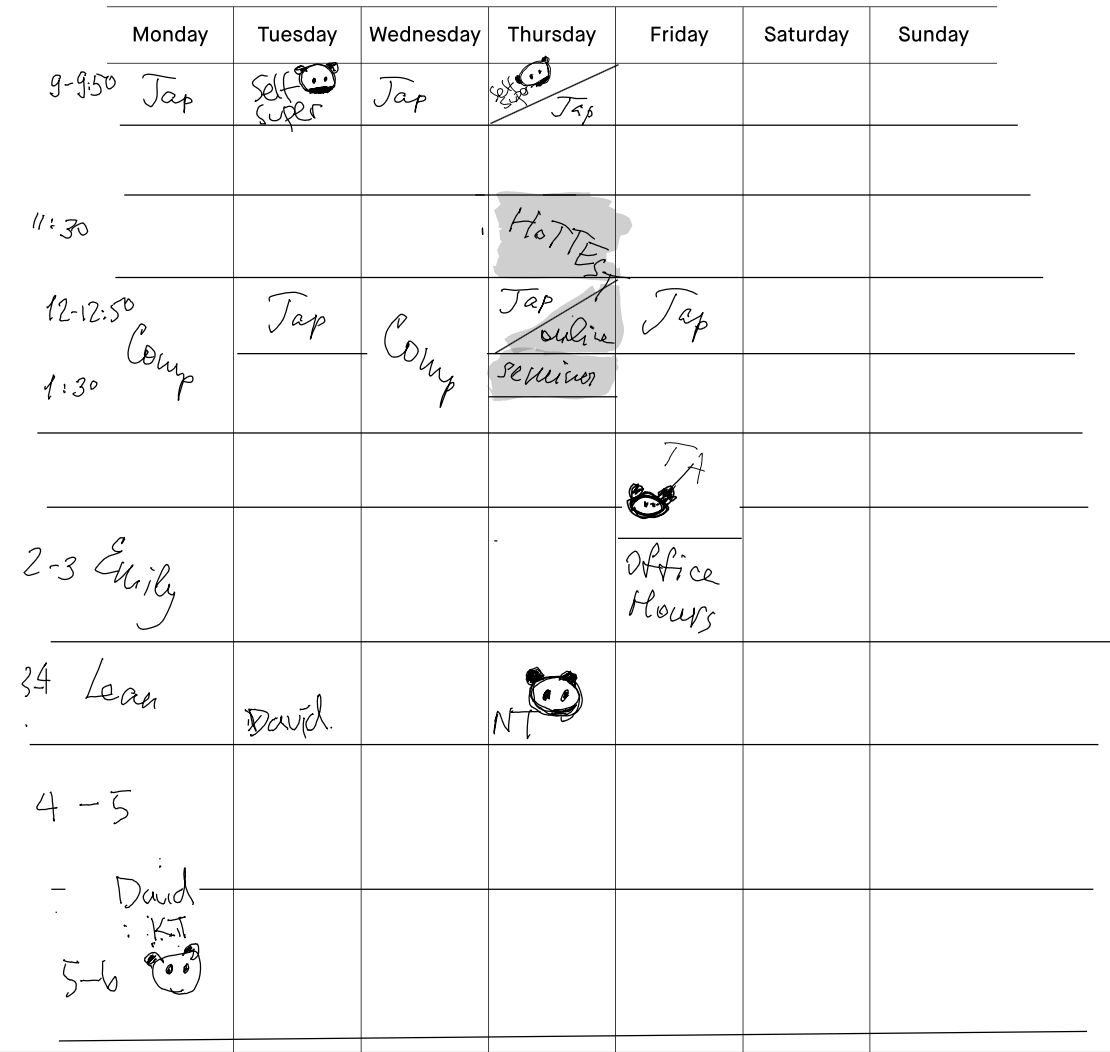 Monday Tuesday Wednesday Thursday Friday Saturday Sunday
9-9:50 Jap Self Jap Self
super super Jap
11:30 HoTTEST
12-12:50 Jap Jap Jap
Comp Comp online
1:30 seminar
TA
2-3 Emily Office
Hours
34 Lean David. NT
4-5
David
KT
5-6